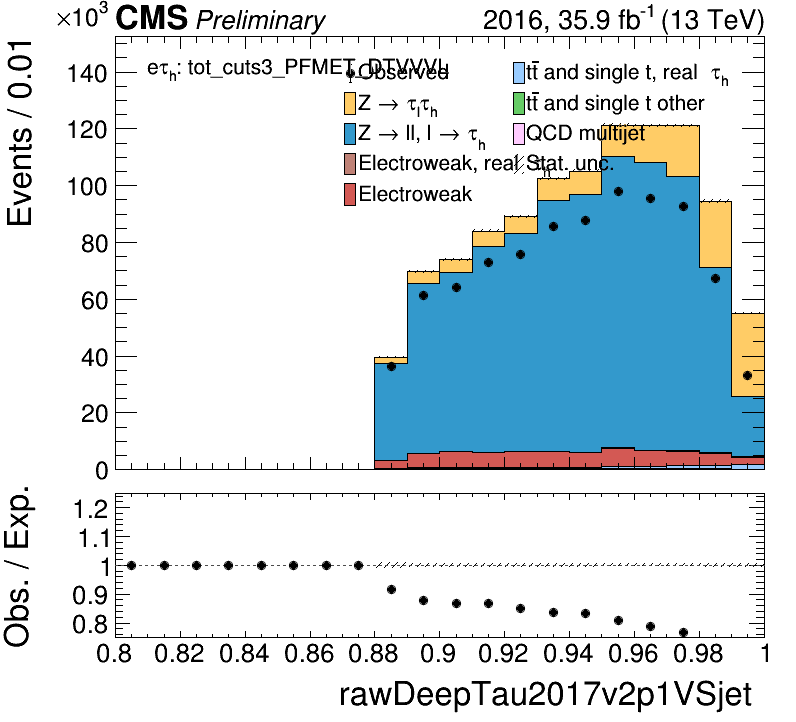 ×10³ CMS Preliminary 2016, 35.9 fb⁻¹ (13 TeV)
eτh: tot_cuts3_PFMET_DTVVVL
Observed
Z → τlτh
Z → ll, l → τh
Electroweak, real τh
Electroweak
tt̄ and single t, real τh
tt̄ and single t other
QCD multijet
Stat. unc.
Events / 0.01
140
120
100
80
60
40
20
0
Obs. / Exp.
1.2
1.1
1
0.9
0.8
0.8 0.82 0.84 0.86 0.88 0.9 0.92 0.94 0.96 0.98 1
rawDeepTau2017v2p1VSjet